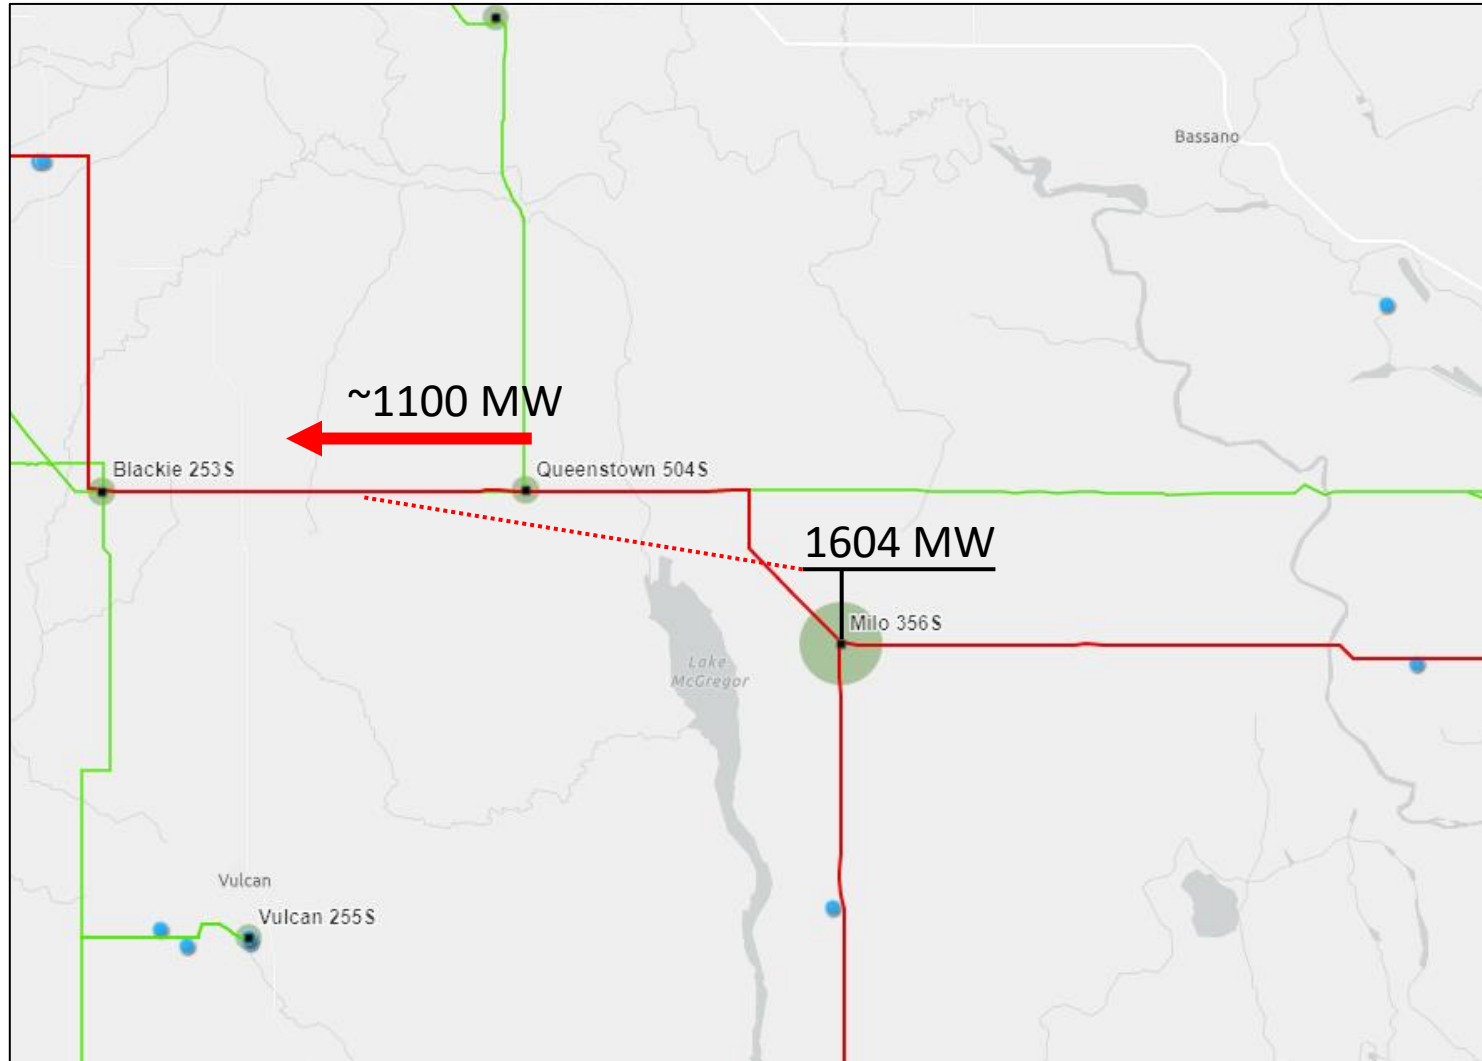 Bassano
~1100 MW
Blackie 253S
Queenstown 504S
1604 MW
Milo 356S
Lake
McGregor
Vulcan
Vulcan 255S